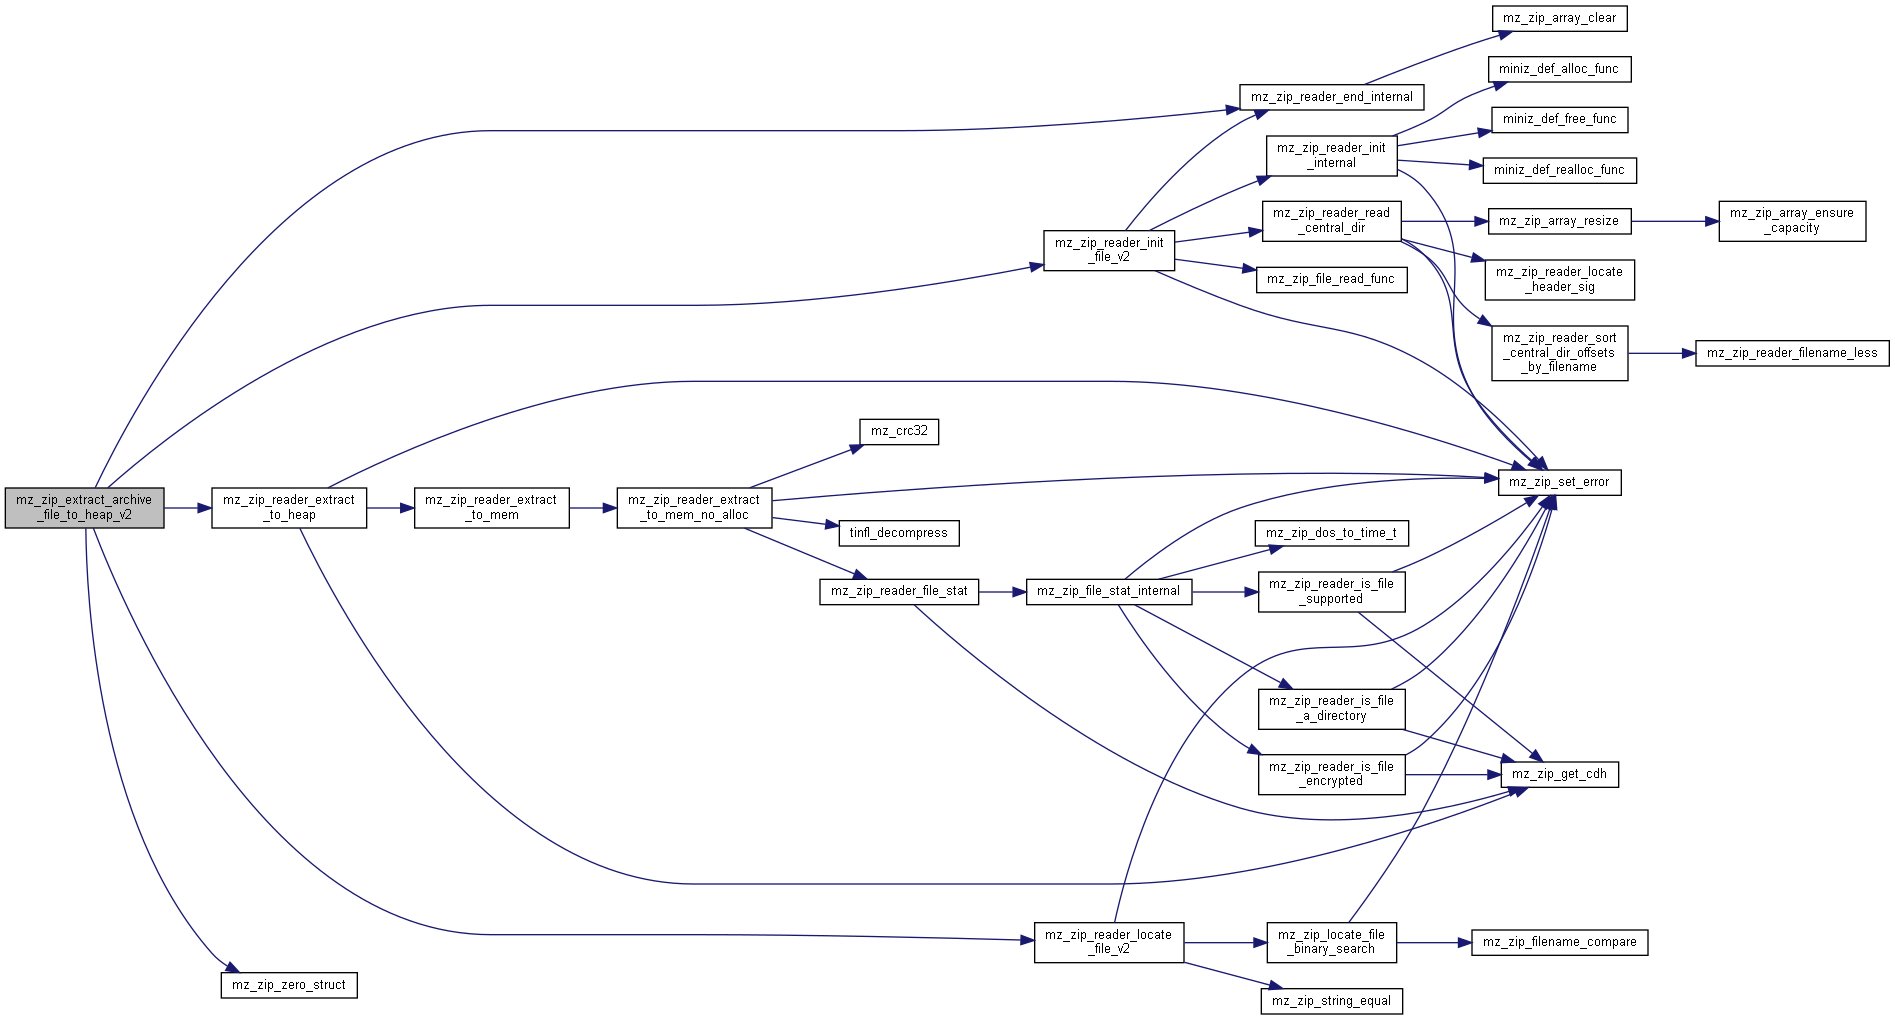 mz_zip_array_clear
miniz_def_alloc_func
mz_zip_reader_end_internal
miniz_def_free_func
mz_zip_reader_init
_internal
miniz_def_realloc_func
mz_zip_reader_read
_central_dir
mz_zip_array_resize
mz_zip_array_ensure
_capacity
mz_zip_reader_init
_file_v2
mz_zip_file_read_func
mz_zip_reader_locate
_header_sig
mz_zip_reader_sort
_central_dir_offsets
_by_filename
mz_zip_reader_filename_less
mz_crc32
mz_zip_extract_archive
_file_to_heap_v2
mz_zip_reader_extract
_to_heap
mz_zip_reader_extract
_to_mem
mz_zip_reader_extract
_to_mem_no_alloc
mz_zip_set_error
tinfl_decompress
mz_zip_dos_to_time_t
mz_zip_reader_file_stat
mz_zip_file_stat_internal
mz_zip_reader_is_file
_supported
mz_zip_reader_is_file
_a_directory
mz_zip_reader_is_file
_encrypted
mz_zip_get_cdh
mz_zip_reader_locate
_file_v2
mz_zip_locate_file
_binary_search
mz_zip_filename_compare
mz_zip_zero_struct
mz_zip_string_equal